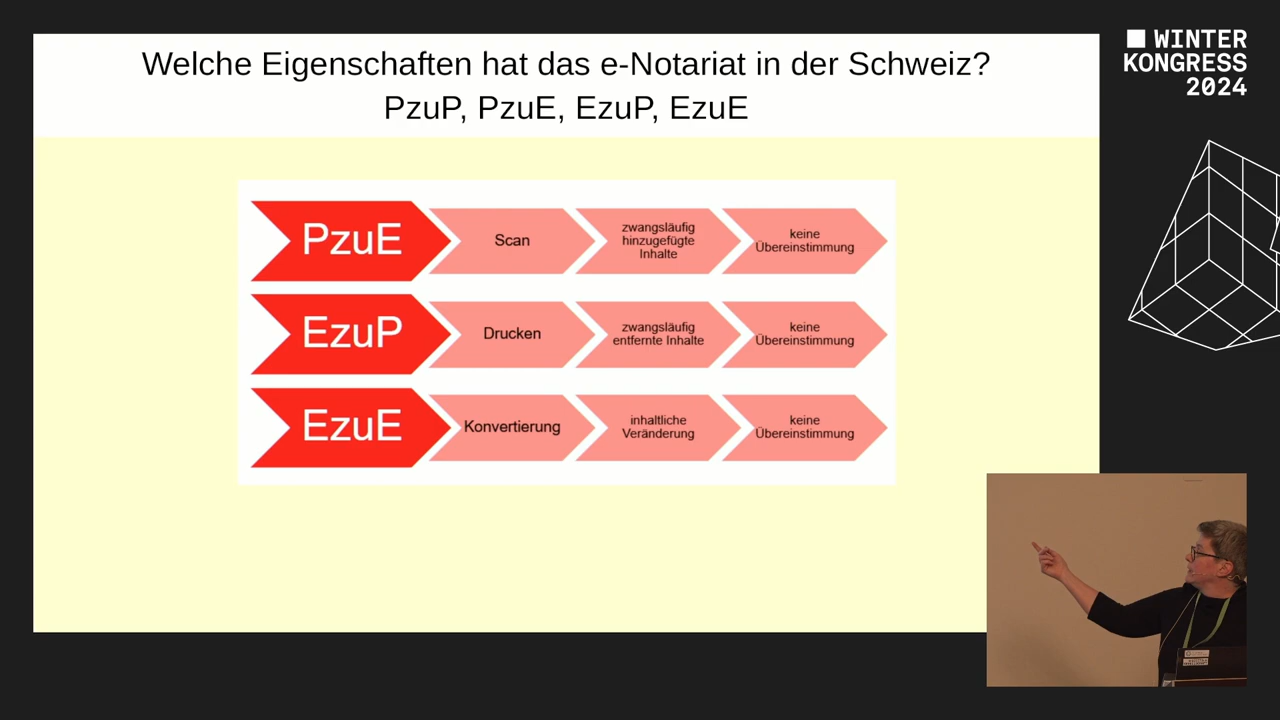 Welche Eigenschaften hat das e-Notariat in der Schweiz?
PzuP, PzuE, EzuP, EzuE
PzuE
Scan
zwangsläufig
hinzugefügte
Inhalte
keine
Übereinstimmung
EzuP
Drucken
zwangsläufig
entfernte Inhalte
keine
Übereinstimmung
EzuE
Konvertierung
inhaltliche
Veränderung
keine
Übereinstimmung
WINTER
KONGRESS
2024